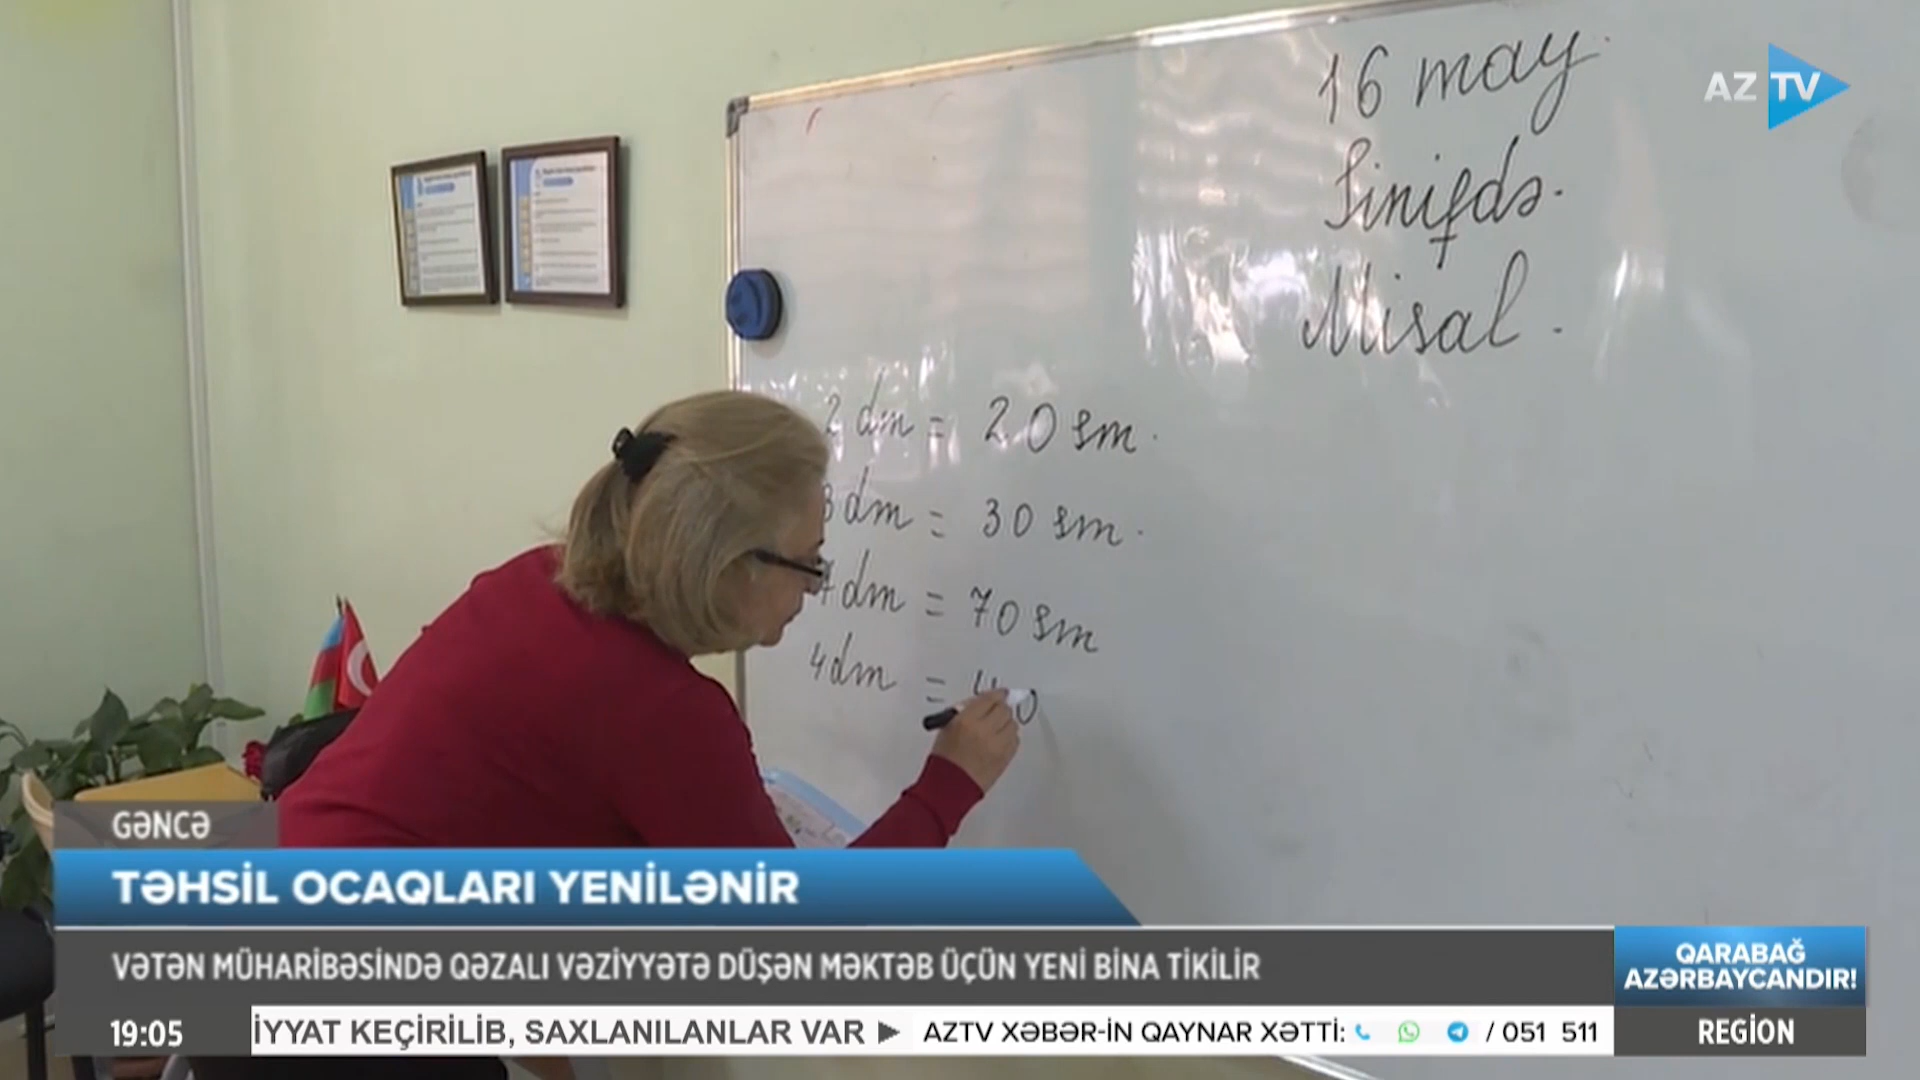 16 may.
AZTV
Sinifdə.
Misal.
2 dm = 20 sm.
3 dm = 30 sm.
7 dm = 70 sm
4 dm = 40
GƏNCƏ
TƏHSİL OCAQLARI YENİLƏNİR
VƏTƏN MÜHARİBƏSİNDƏ QƏZALI VƏZİYYƏTƏ DÜŞƏN MƏKTƏB ÜÇÜN YENİ BİNA TİKİLİR
QARABAĞ
AZƏRBAYCANDIR!
19:05
İYYAT KEÇİRİLİB, SAXLANILANLAR VAR ▶ AZTV XƏBƏR-İN QAYNAR XƏTTİ: / 051 511
REGİON